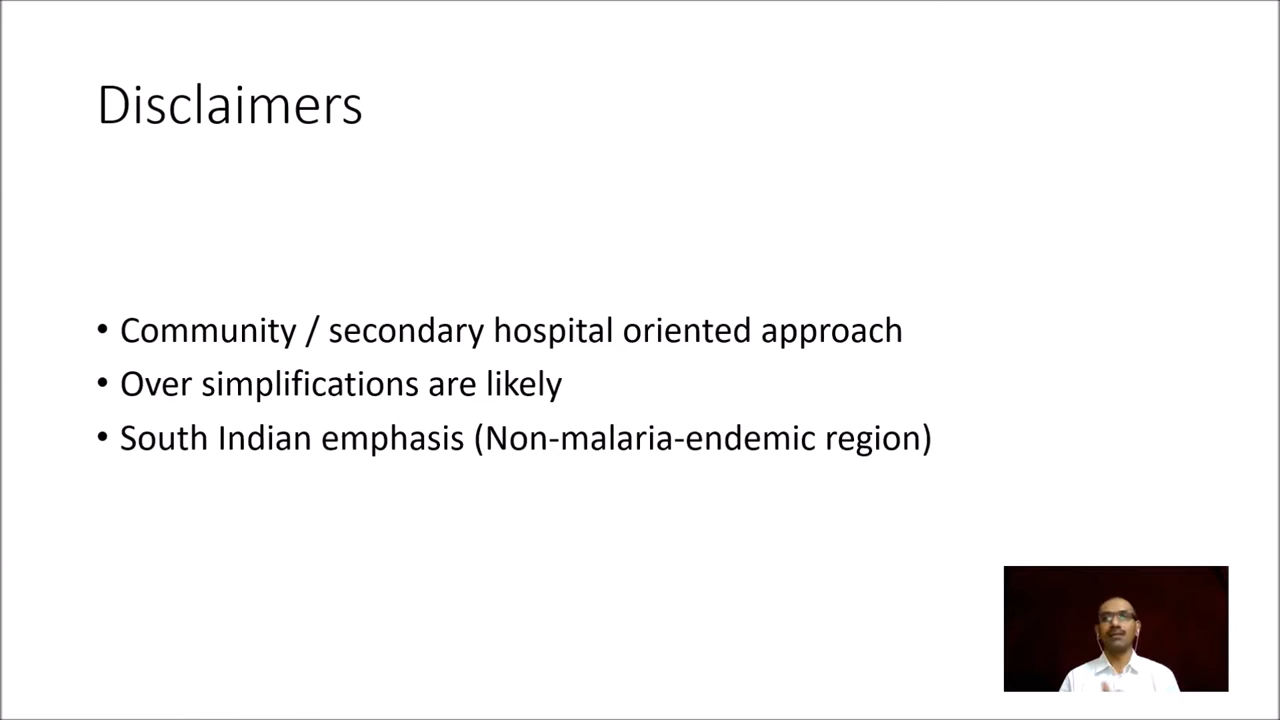 Disclaimers
• Community / secondary hospital oriented approach
• Over simplifications are likely
• South Indian emphasis (Non-malaria-endemic region)